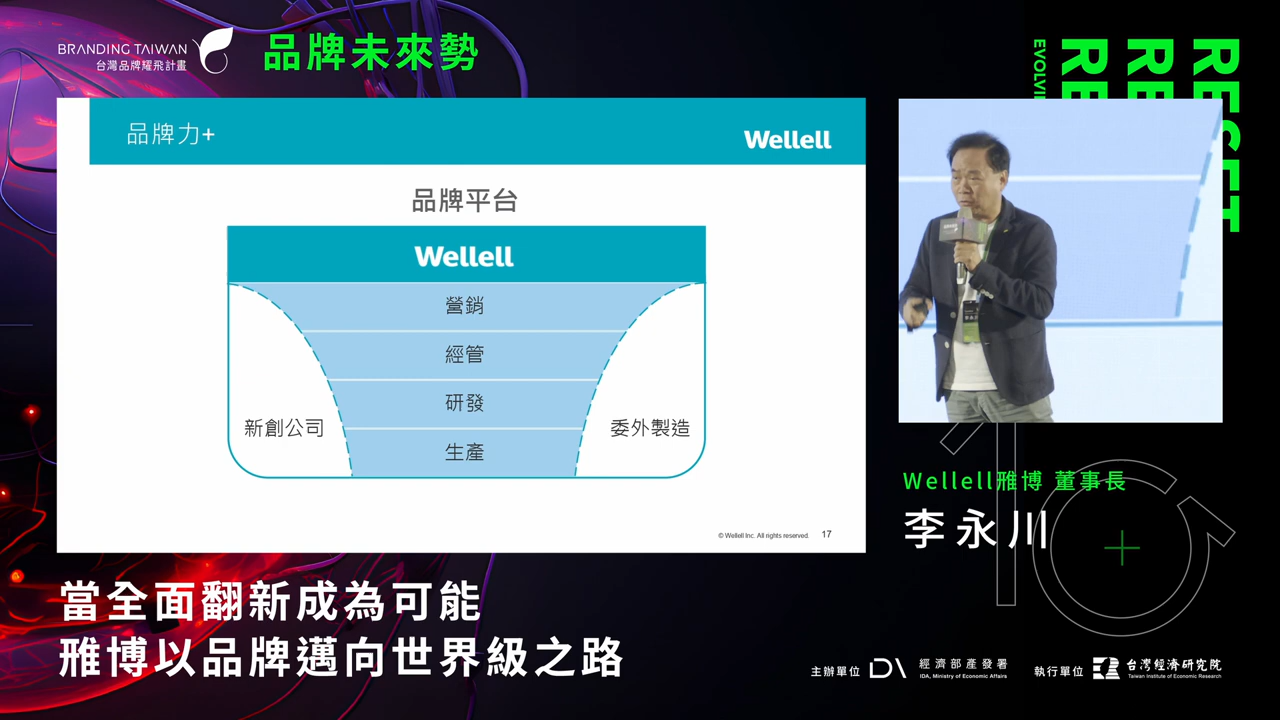 BRANDING TAIWAN
台灣品牌耀飛計畫
品牌未來勢
品牌力+
Wellell
品牌平台
Wellell
營銷
經管
研發
生產
新創公司
委外製造
© Wellell Inc. All rights reserved.
17
RESET
RE
RE
EVOLVI
Wellell雅博 董事長
李永川
當全面翻新成為可能
雅博以品牌邁向世界級之路
主辦單位
經濟部產發署
IDA, Ministry of Economic Affairs
執行單位
台灣經濟研究院
Taiwan Institute of Economic Research